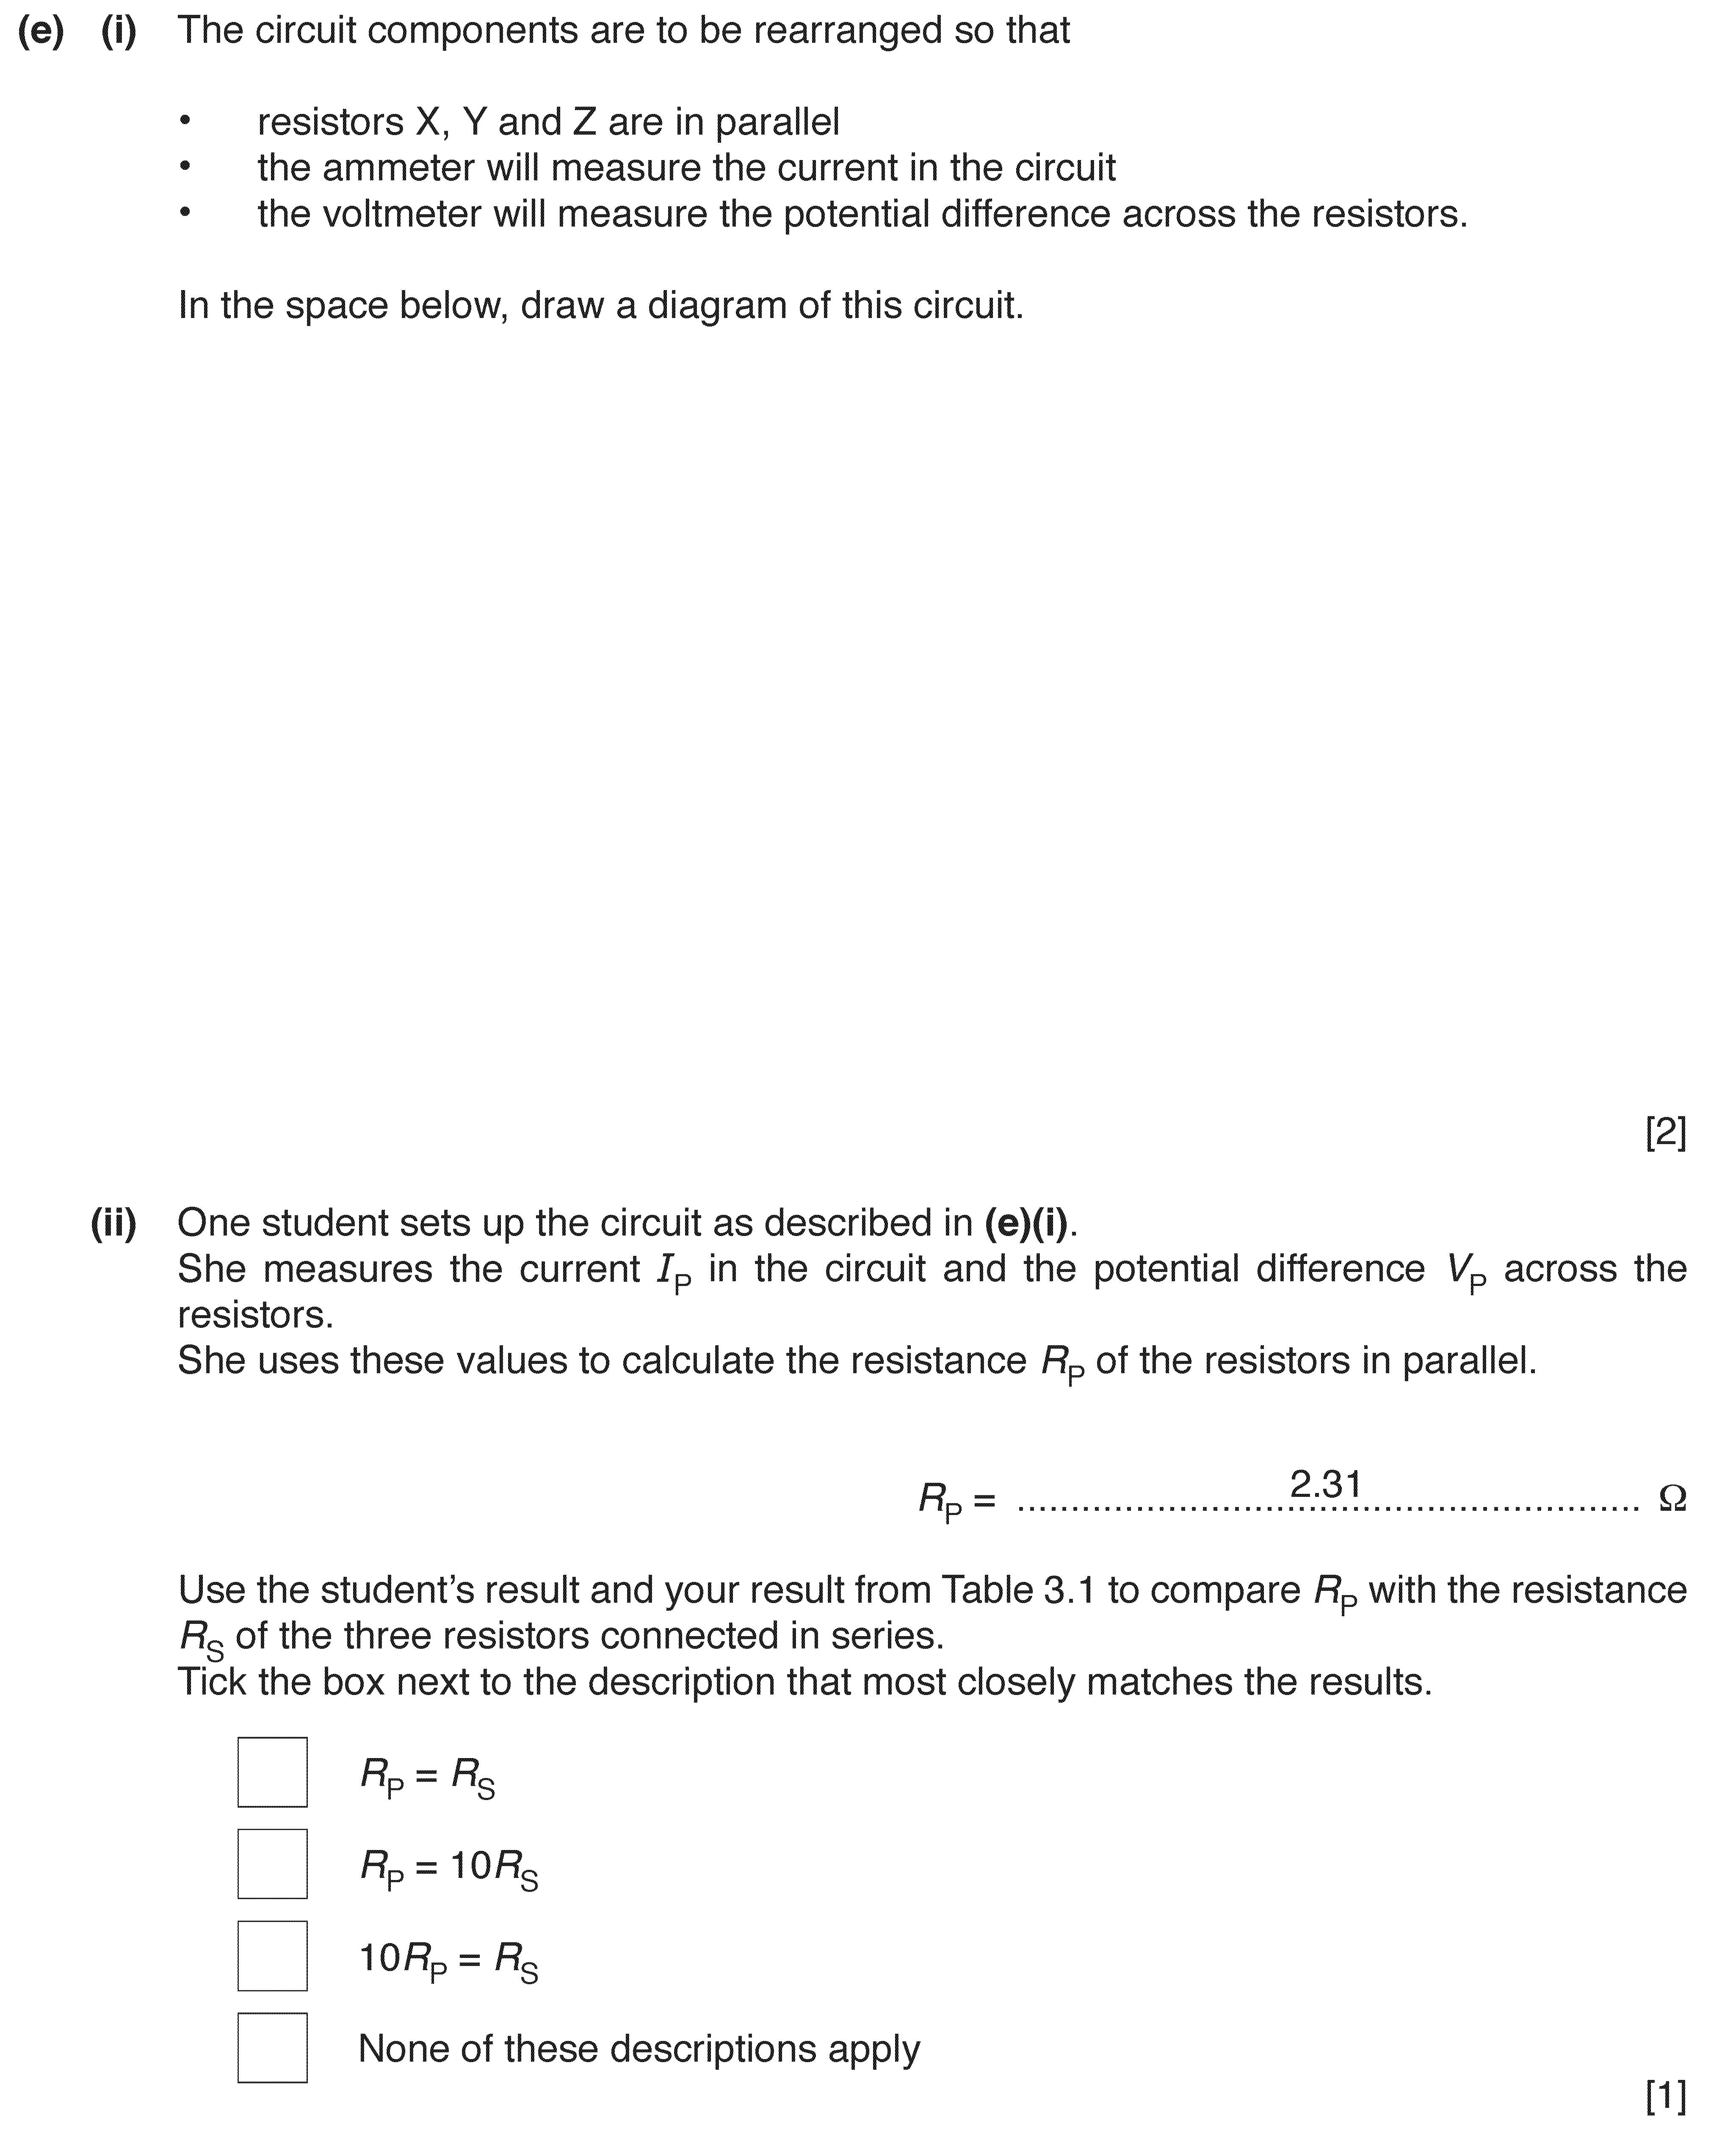 (e) (i) The circuit components are to be rearranged so that
• resistors X, Y and Z are in parallel
• the ammeter will measure the current in the circuit
• the voltmeter will measure the potential difference across the resistors.
In the space below, draw a diagram of this circuit.
[2]
(ii) One student sets up the circuit as described in (e)(i).
She measures the current I_P in the circuit and the potential difference V_P across the
resistors.
She uses these values to calculate the resistance R_P of the resistors in parallel.
R_P = 2.31 Ω
Use the student’s result and your result from Table 3.1 to compare R_P with the resistance
R_S of the three resistors connected in series.
Tick the box next to the description that most closely matches the results.
R_P = R_S
R_P = 10R_S
10R_P = R_S
None of these descriptions apply
[1]